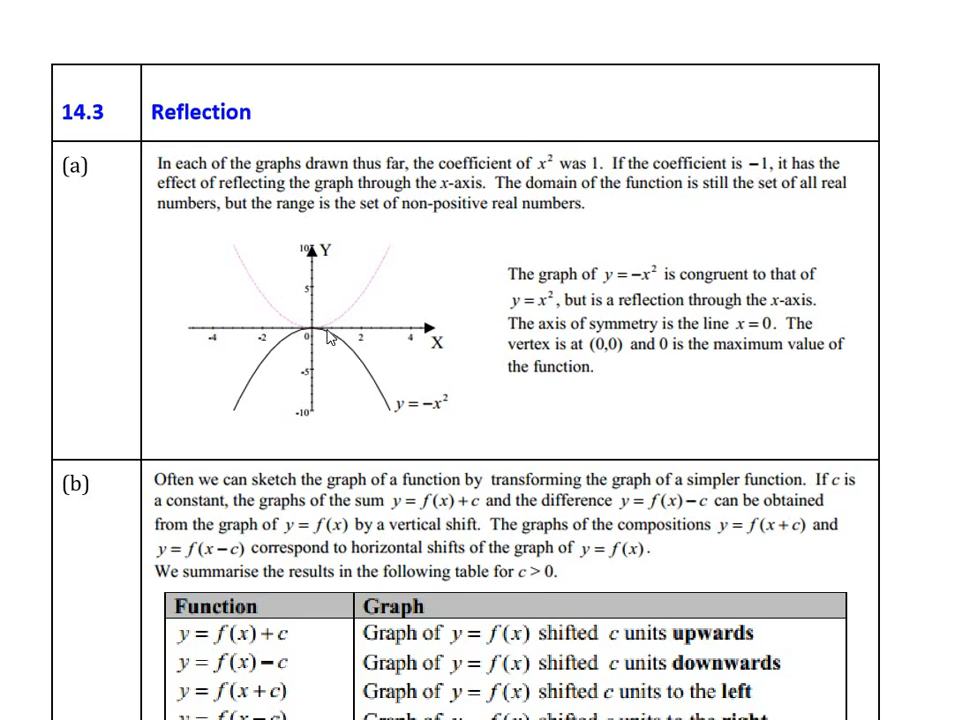 14.3 Reflection
(a) In each of the graphs drawn thus far, the coefficient of x² was 1. If the coefficient is −1, it has the
effect of reflecting the graph through the x-axis. The domain of the function is still the set of all real
numbers, but the range is the set of non-positive real numbers.
10 Y
5
-4 -2 0 2 4 X
-5
-10
y = −x²
The graph of y = −x² is congruent to that of
y = x², but is a reflection through the x-axis.
The axis of symmetry is the line x = 0. The
vertex is at (0,0) and 0 is the maximum value of
the function.
(b) Often we can sketch the graph of a function by transforming the graph of a simpler function. If c is
a constant, the graphs of the sum y = f(x) + c and the difference y = f(x) − c can be obtained
from the graph of y = f(x) by a vertical shift. The graphs of the compositions y = f(x + c) and
y = f(x − c) correspond to horizontal shifts of the graph of y = f(x).
We summarise the results in the following table for c > 0.
Function Graph
y = f(x) + c Graph of y = f(x) shifted c units upwards
y = f(x) − c Graph of y = f(x) shifted c units downwards
y = f(x + c) Graph of y = f(x) shifted c units to the left
y = f(x − c) Graph of y = f(x) shifted c units to the right